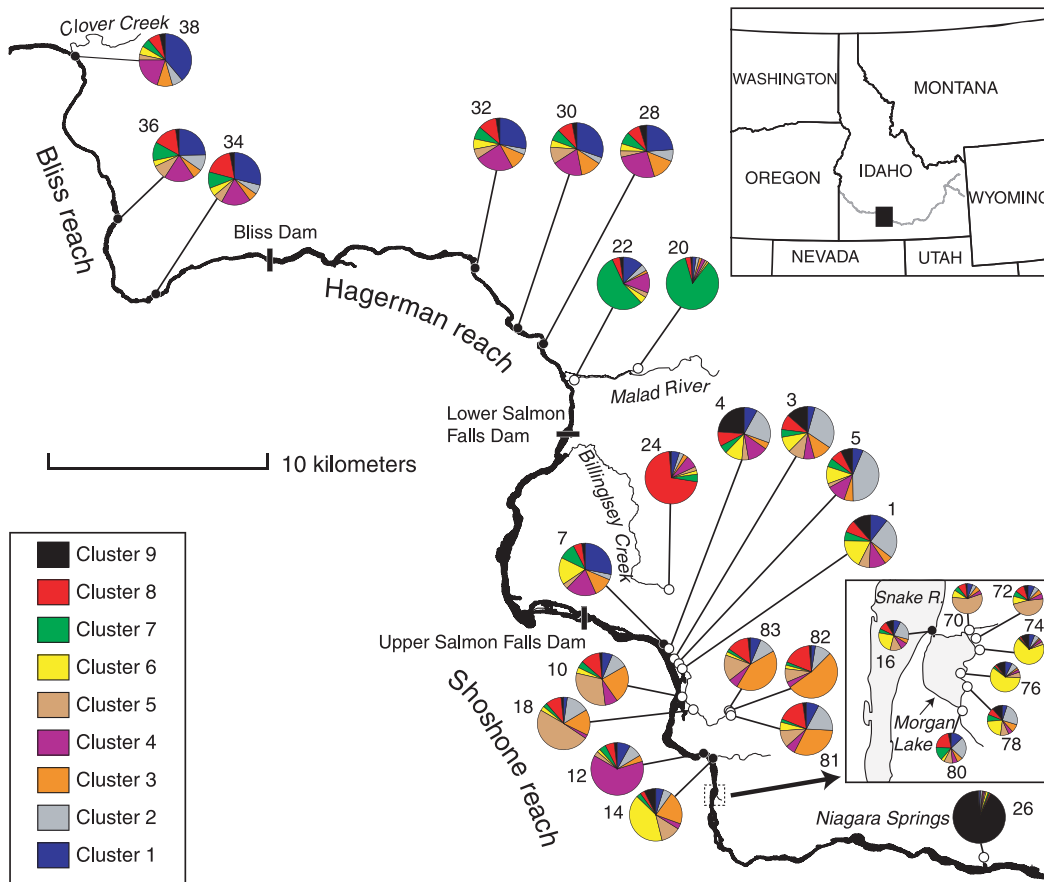 Clover Creek
38
36
34
Bliss reach
Bliss Dam
32
30
28
22
20
Hagerman reach
Malad River
Lower Salmon
Falls Dam
10 kilometers
WASHINGTON
MONTANA
OREGON
IDAHO
WYOMING
NEVADA
UTAH
4
3
5
1
24
Billinglsey Creek
7
Upper Salmon Falls Dam
Shoshone reach
10
18
12
14
83
82
81
Snake R.
70
72
74
76
16
78
80
Morgan
Lake
Niagara Springs
26
Cluster 9
Cluster 8
Cluster 7
Cluster 6
Cluster 5
Cluster 4
Cluster 3
Cluster 2
Cluster 1